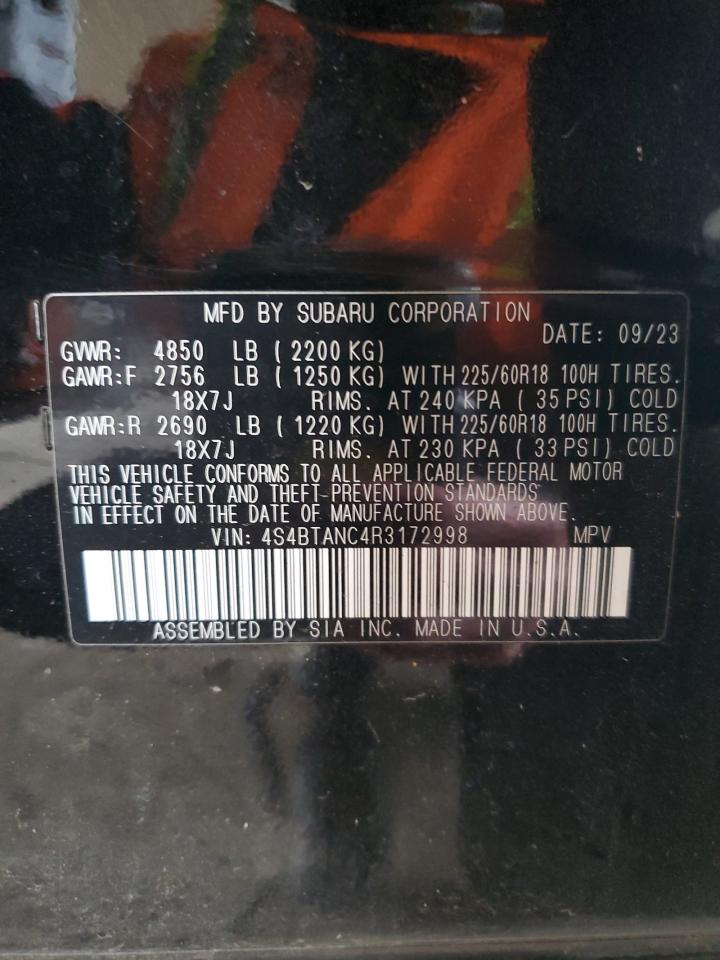 MFD BY SUBARU CORPORATION
DATE: 09/23
GVWR: 4850 LB (2200 KG)
GAWR:F 2756 LB (1250 KG) WITH 225/60R18 100H TIRES.
18X7J RIMS. AT 240 KPA (35 PSI) COLD
GAWR:R 2690 LB (1220 KG) WITH 225/60R18 100H TIRES.
18X7J RIMS. AT 230 KPA (33 PSI) COLD
THIS VEHICLE CONFORMS TO ALL APPLICABLE FEDERAL MOTOR
VEHICLE SAFETY AND THEFT-PREVENTION STANDARDS
IN EFFECT ON THE DATE OF MANUFACTURE SHOWN ABOVE.
VIN: 4S4BTANC4R3172998 MPV
ASSEMBLED BY SIA INC. MADE IN U.S.A.